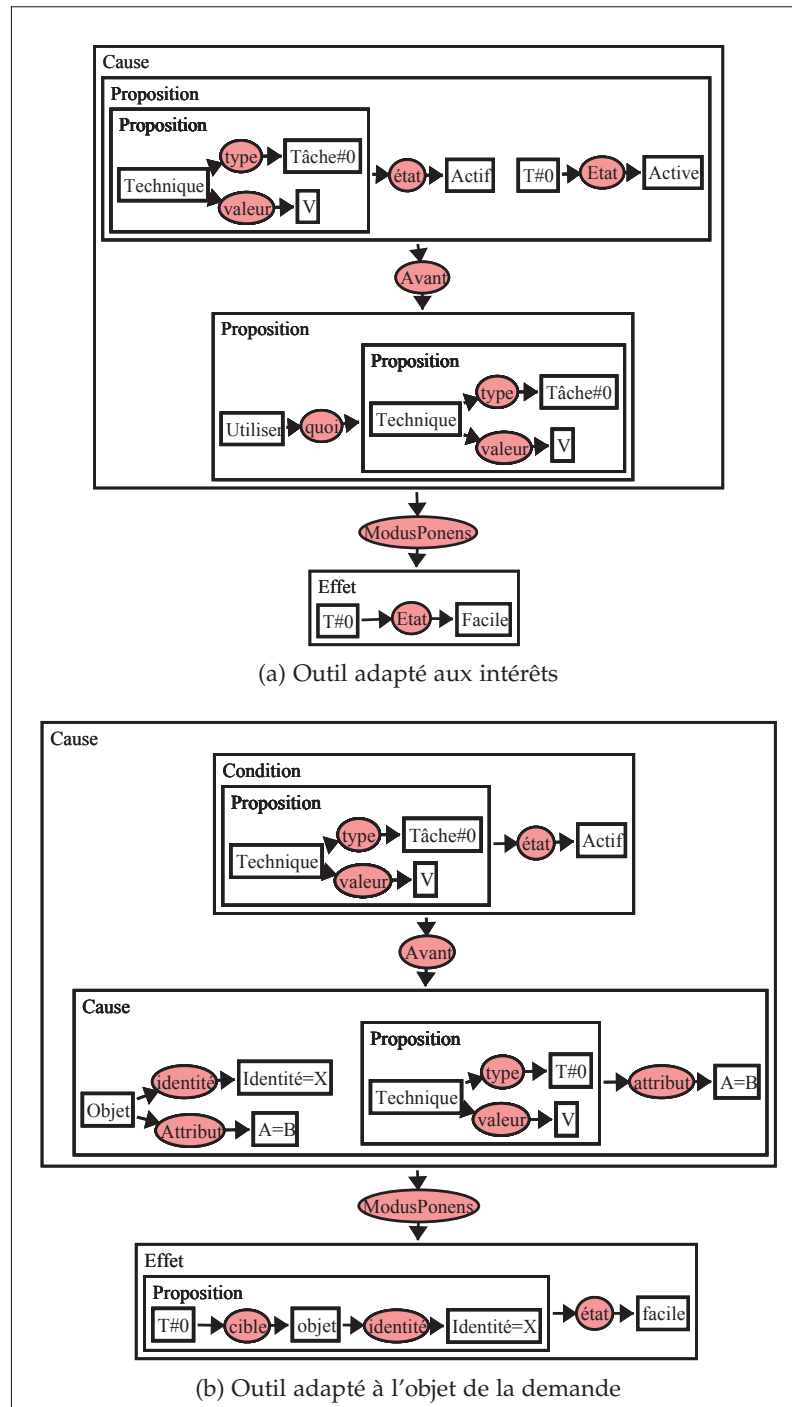 Cause
Proposition
Proposition
type
Tâche#0
Technique
valeur
V
état
Actif
T#0
Etat
Active
Avant
Proposition
Proposition
type
Tâche#0
Utiliser
quoi
Technique
valeur
V
ModusPonens
Effet
T#0
Etat
Facile
(a) Outil adapté aux intérêts
Cause
Condition
Proposition
type
Tâche#0
Technique
valeur
V
état
Actif
Avant
Cause
identité
Identité=X
Objet
Attribut
A=B
Proposition
type
T#0
Technique
valeur
V
attribut
A=B
ModusPonens
Effet
Proposition
T#0
cible
objet
identité
Identité=X
état
facile
(b) Outil adapté à l'objet de la demande